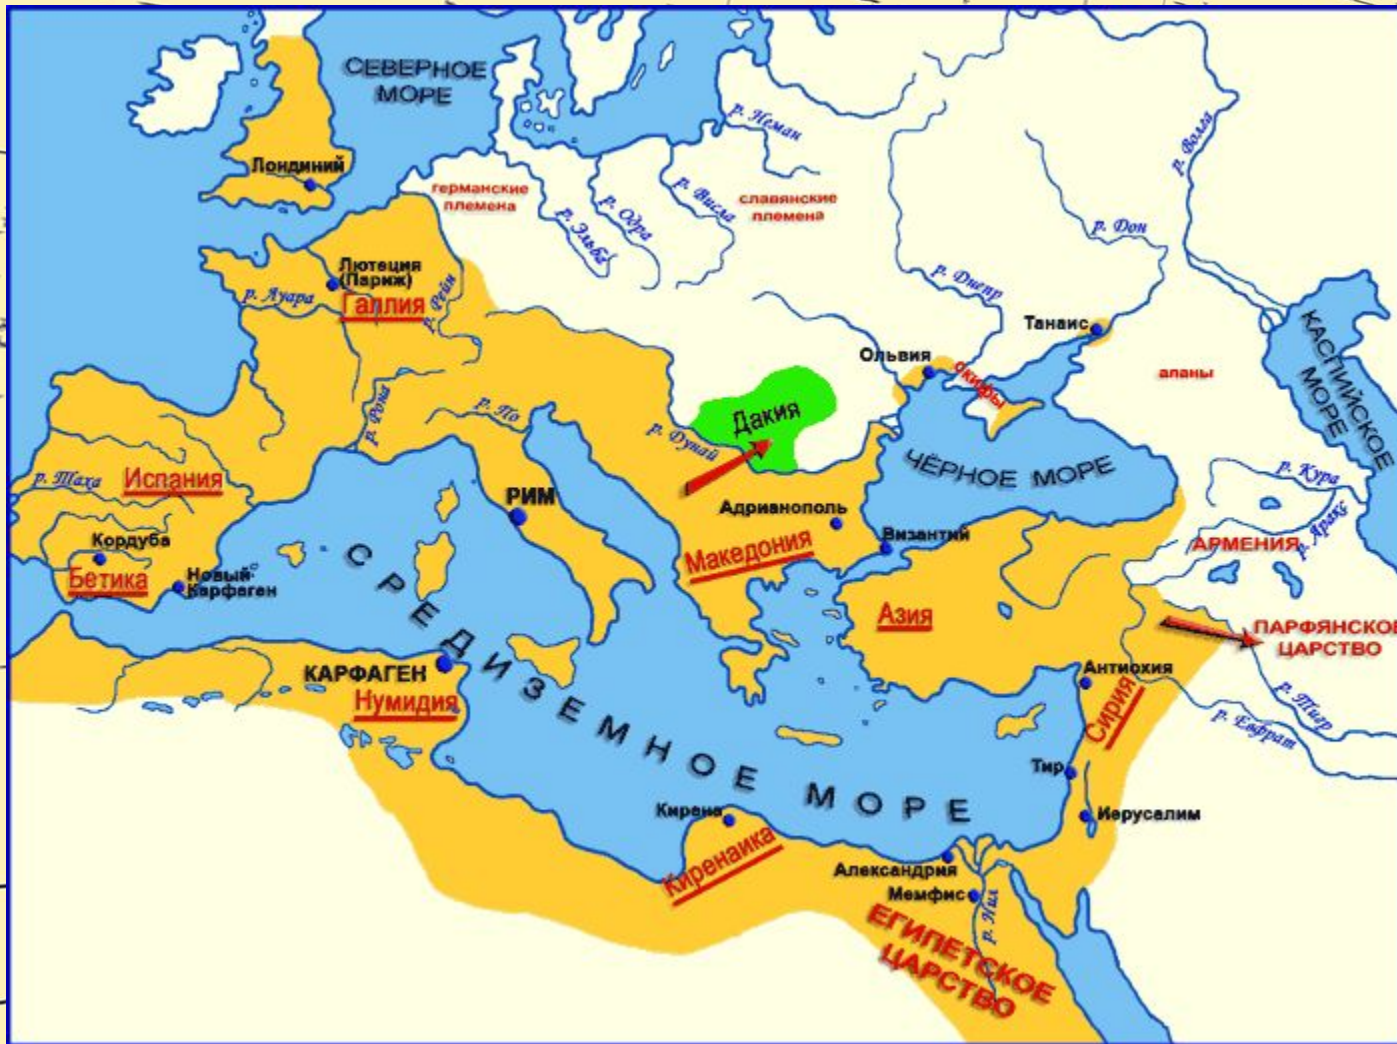 СЕВЕРНОЕ
МОРЕ
р. Неман
р. Волга
Лондиний
германские
племена
р. Эльба
р. Одра
р. Висла
славянские
племена
р. Дон
Лютеция
(Париж)
р. Луара
Галлия
р. Рейн
р. Днепр
Танаис
Ольвия
скифы
аланы
КАСПИЙСКОЕ
МОРЕ
р. Рона
р. По
р. Дунай
Дакия
ЧЁРНОЕ МОРЕ
р. Кура
р. Аракс
р. Таха
Испания
РИМ
Адрианополь
Византий
Македония
АРМЕНИЯ
Кордуба
Бетика
Новый
Карфаген
Азия
ПАРФЯНСКОЕ
ЦАРСТВО
СРЕДИЗЕМНОЕ МОРЕ
КАРФАГЕН
Нумидия
Антиохия
Сирия
р. Тигр
р. Евфрат
Тир
Кирена
Киренаика
Иерусалим
Александрия
Мемфис
р. Нил
ЕГИПЕТСКОЕ
ЦАРСТВО